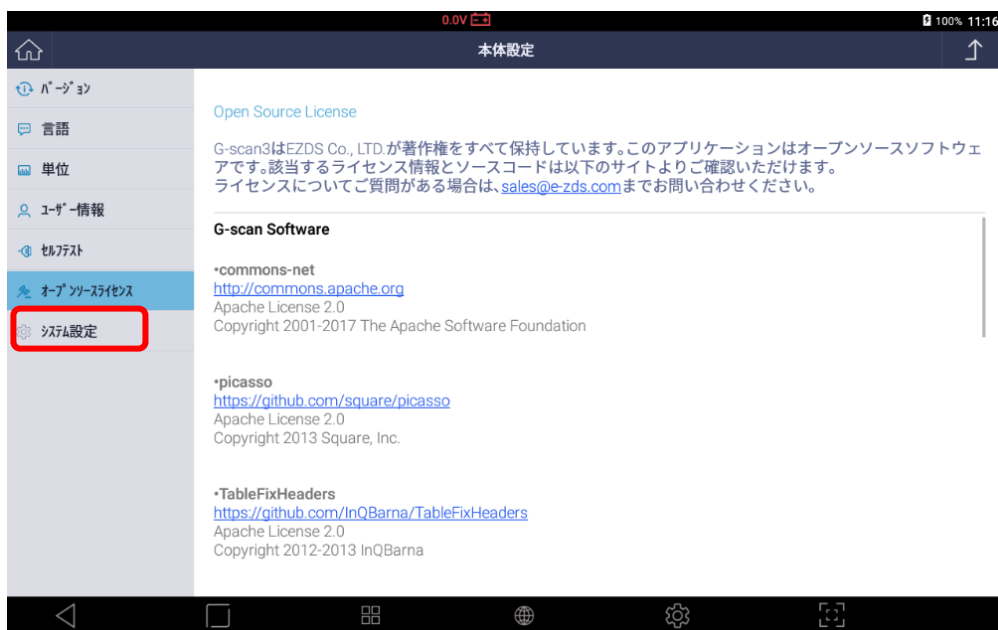 0.0V
100% 11:16
本体設定
ﾊﾞｰｼﾞｮﾝ
言語
単位
ﾕｰｻﾞｰ情報
ｾﾙﾌﾃｽﾄ
ｵｰﾌﾟﾝｿｰｽﾗｲｾﾝｽ
ｼｽﾃﾑ設定
Open Source License
G-scan3はEZDS Co., LTD.が著作権をすべて保持しています。このアプリケーションはオープンソースソフトウェ
アです。該当するライセンス情報とソースコードは以下のサイトよりご確認いただけます。
ライセンスについてご質問がある場合は、sales@e-zds.comまでお問い合わせください。
G-scan Software
•commons-net
http://commons.apache.org
Apache License 2.0
Copyright 2001-2017 The Apache Software Foundation
•picasso
https://github.com/square/picasso
Apache License 2.0
Copyright 2013 Square, Inc.
•TableFixHeaders
https://github.com/InQBarna/TableFixHeaders
Apache License 2.0
Copyright 2012-2013 InQBarna